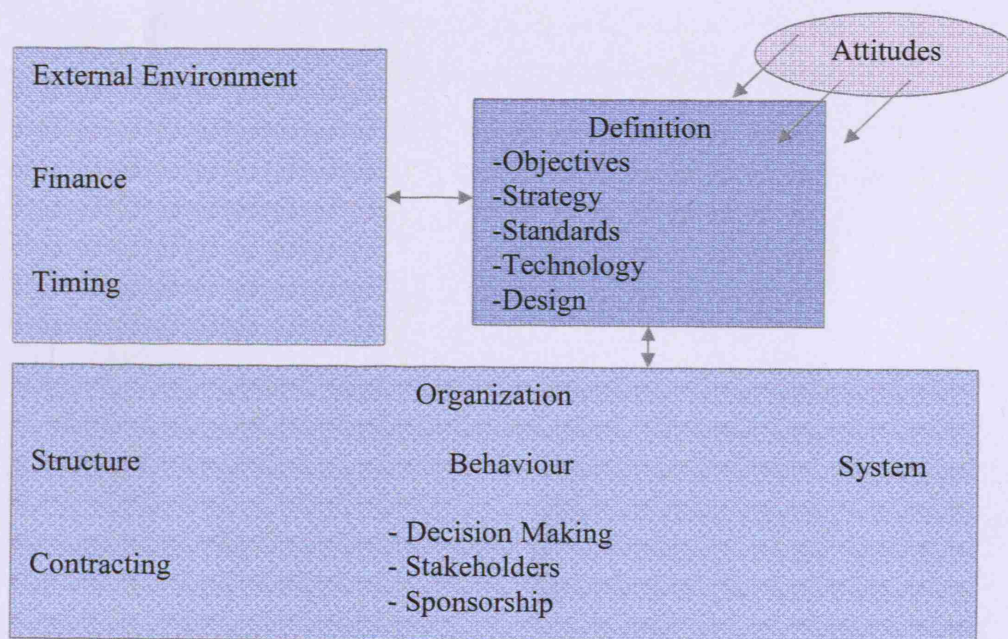 Attitudes
External Environment
Finance
Timing
Definition
-Objectives
-Strategy
-Standards
-Technology
-Design
Organization
Structure Behaviour System
Contracting
- Decision Making
- Stakeholders
- Sponsorship